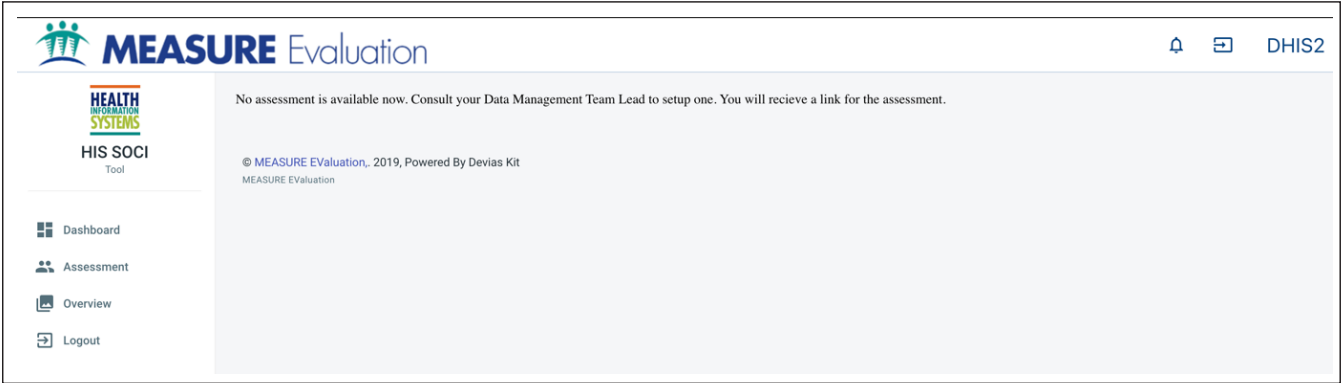 MEASURE Evaluation
DHIS2
HEALTH
INFORMATION
SYSTEMS
HIS SOCI
Tool
Dashboard
Assessment
Overview
Logout
No assessment is available now. Consult your Data Management Team Lead to setup one. You will recieve a link for the assessment.
© MEASURE EValuation,. 2019, Powered By Devias Kit
MEASURE EValuation